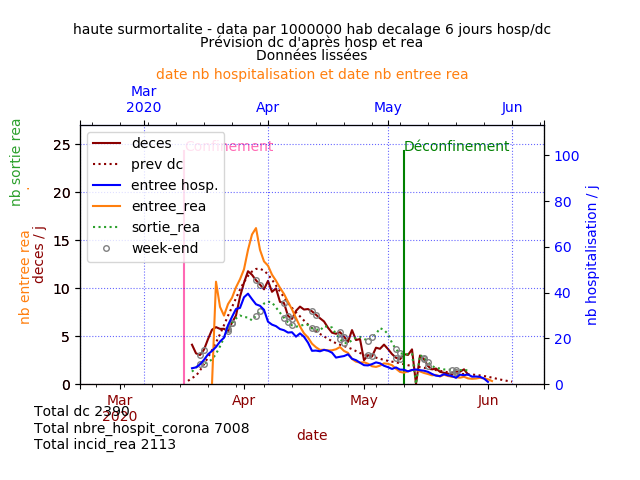 haute surmortalite - data par 1000000 hab decalage 6 jours hosp/dc
Prévision dc d'après hosp et rea
Données lissées
date nb hospitalisation et date nb entree rea
Mar
2020
Apr
May
Jun
nb sortie rea
.
nb entree rea
deces / j
25
20
15
10
5
0
deces
prev dc
entree hosp.
entree_rea
sortie_rea
week-end
Confinement
Déconfinement
100
80
60
40
20
0
nb hospitalisation / j
Mar
2020
Apr
May
Jun
date
Total dc 2390
Total nbre_hospit_corona 7008
Total incid_rea 2113